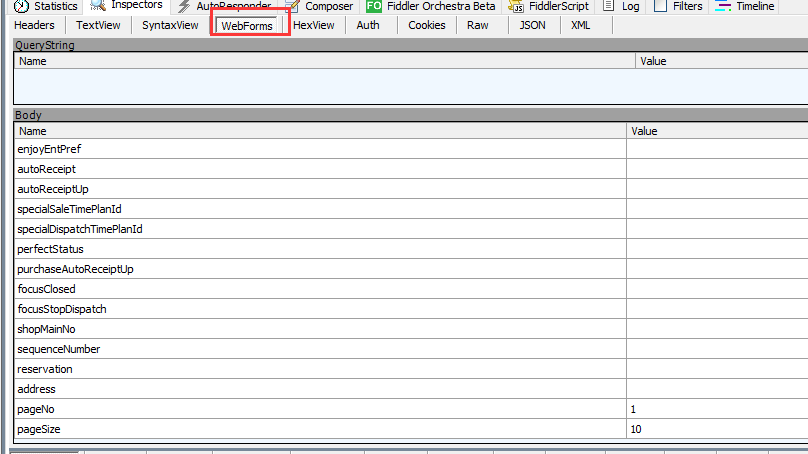 Statistics Inspectors AutoResponder Composer FO Fiddler Orchestra Beta JS FiddlerScript Log Filters Timeline
Headers TextView SyntaxView WebForms HexView Auth Cookies Raw JSON XML
QueryString
Name Value
Body
Name Value
enjoyEntPref
autoReceipt
autoReceiptUp
specialSaleTimePlanId
specialDispatchTimePlanId
perfectStatus
purchaseAutoReceiptUp
focusClosed
focusStopDispatch
shopMainNo
sequenceNumber
reservation
address
pageNo 1
pageSize 10